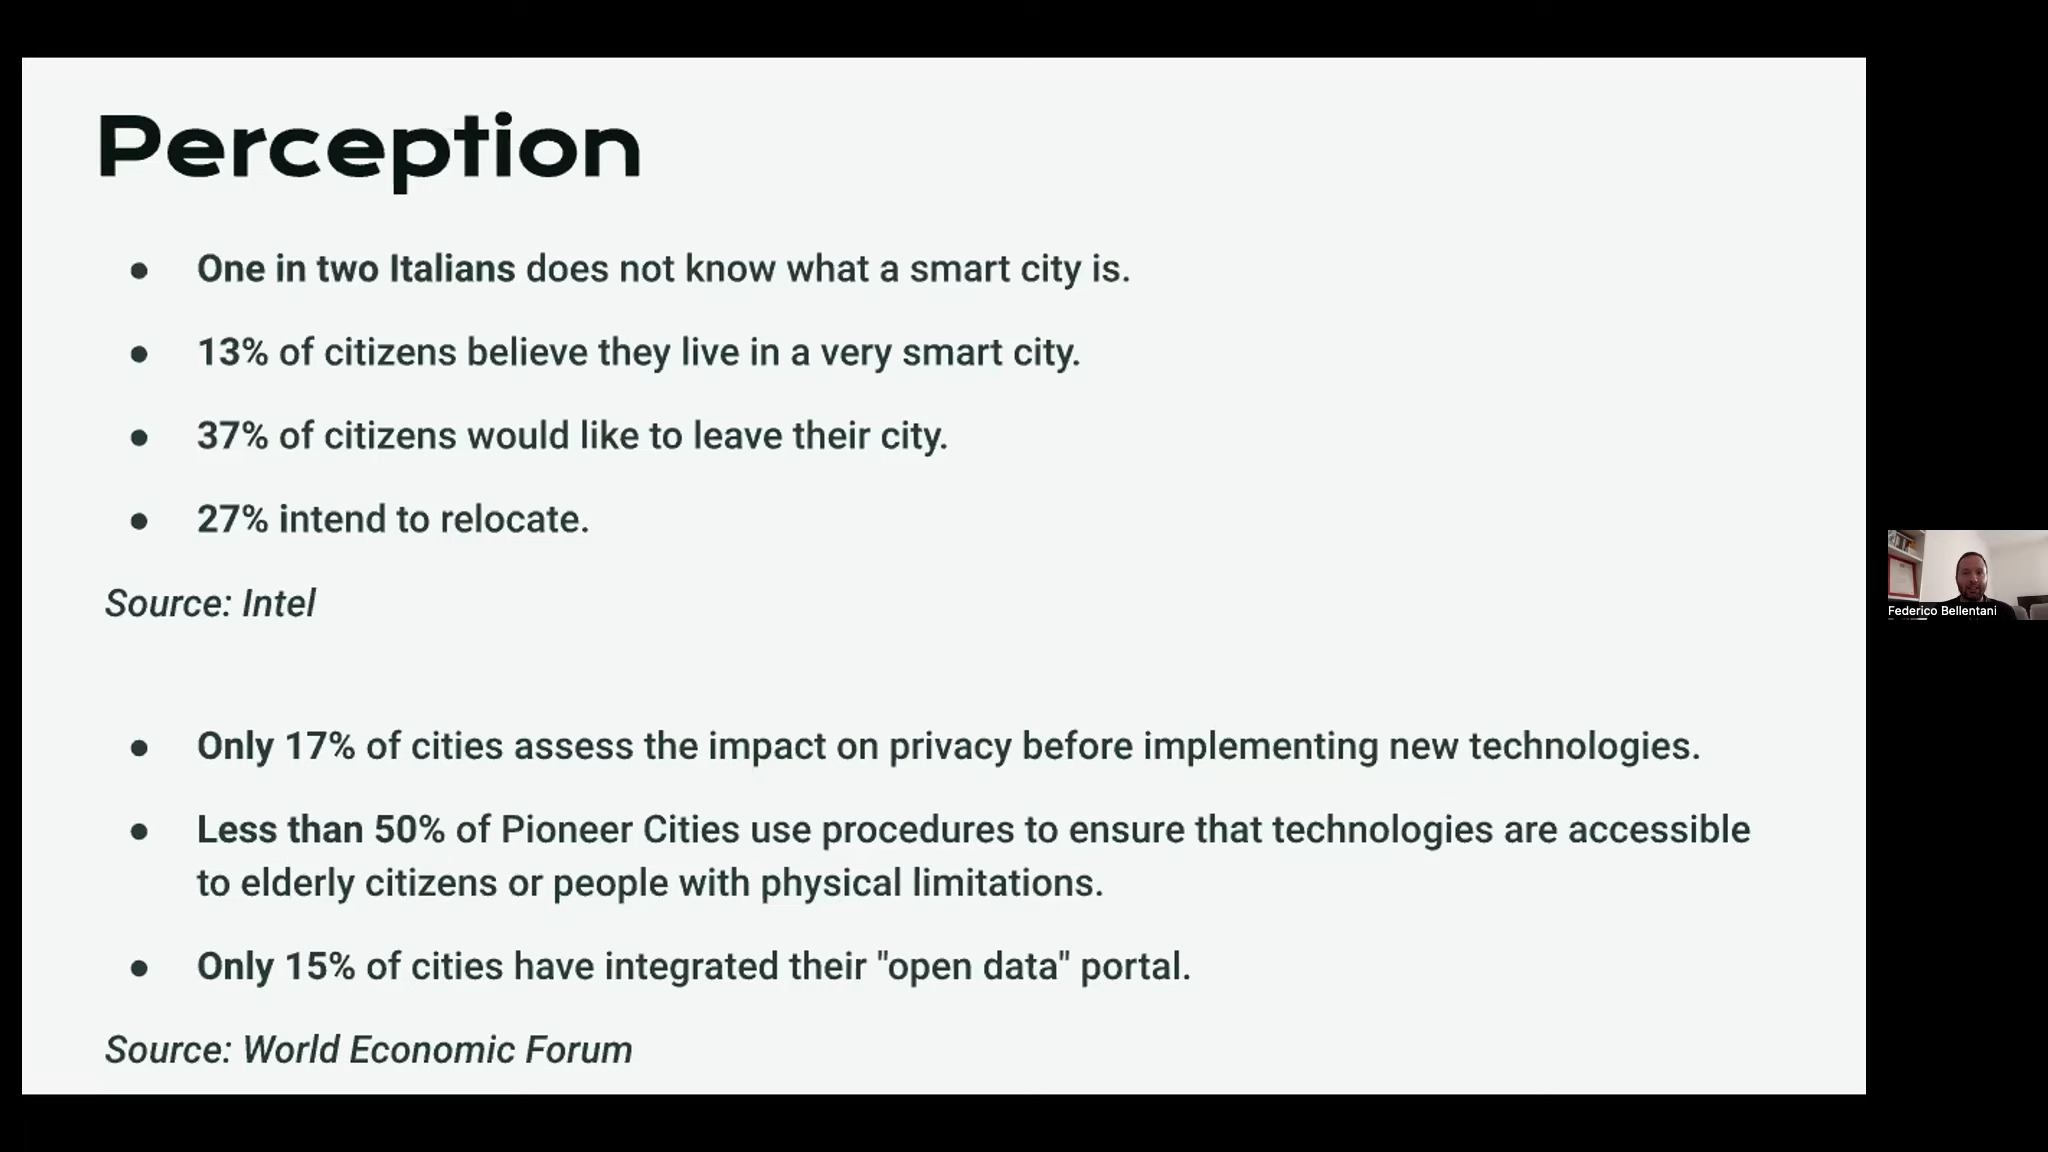 Perception
● One in two Italians does not know what a smart city is.
● 13% of citizens believe they live in a very smart city.
● 37% of citizens would like to leave their city.
● 27% intend to relocate.
Source: Intel
● Only 17% of cities assess the impact on privacy before implementing new technologies.
● Less than 50% of Pioneer Cities use procedures to ensure that technologies are accessible
to elderly citizens or people with physical limitations.
● Only 15% of cities have integrated their "open data" portal.
Source: World Economic Forum
Federico Bellentani